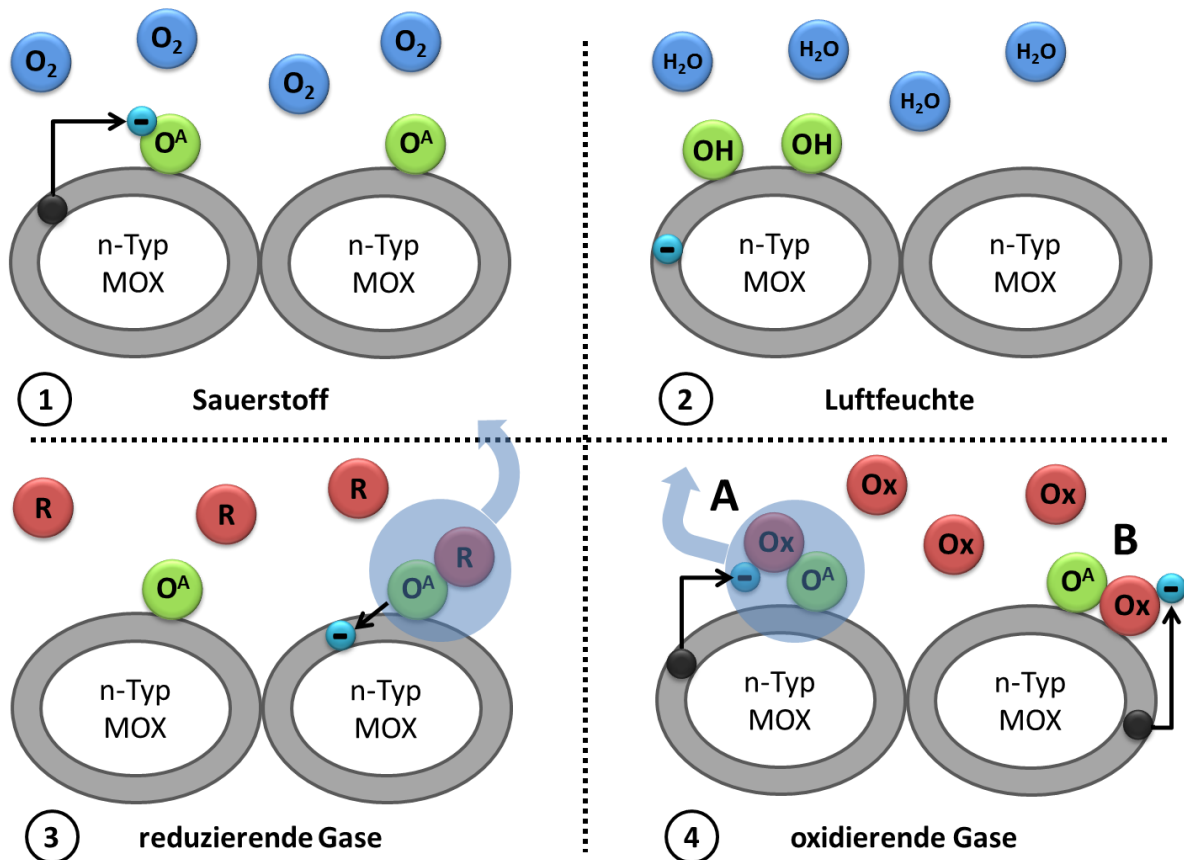 O₂ O₂ O₂ O₂
- Oᴬ Oᴬ
n-Typ
MOX
n-Typ
MOX
1 Sauerstoff
H₂O H₂O H₂O H₂O
OH OH
-
n-Typ
MOX
n-Typ
MOX
2 Luftfeuchte
R R R R
Oᴬ Oᴬ
-
n-Typ
MOX
n-Typ
MOX
3 reduzierende Gase
A Ox Ox Ox Ox B
- Oᴬ Oᴬ Ox -
n-Typ
MOX
n-Typ
MOX
4 oxidierende Gase